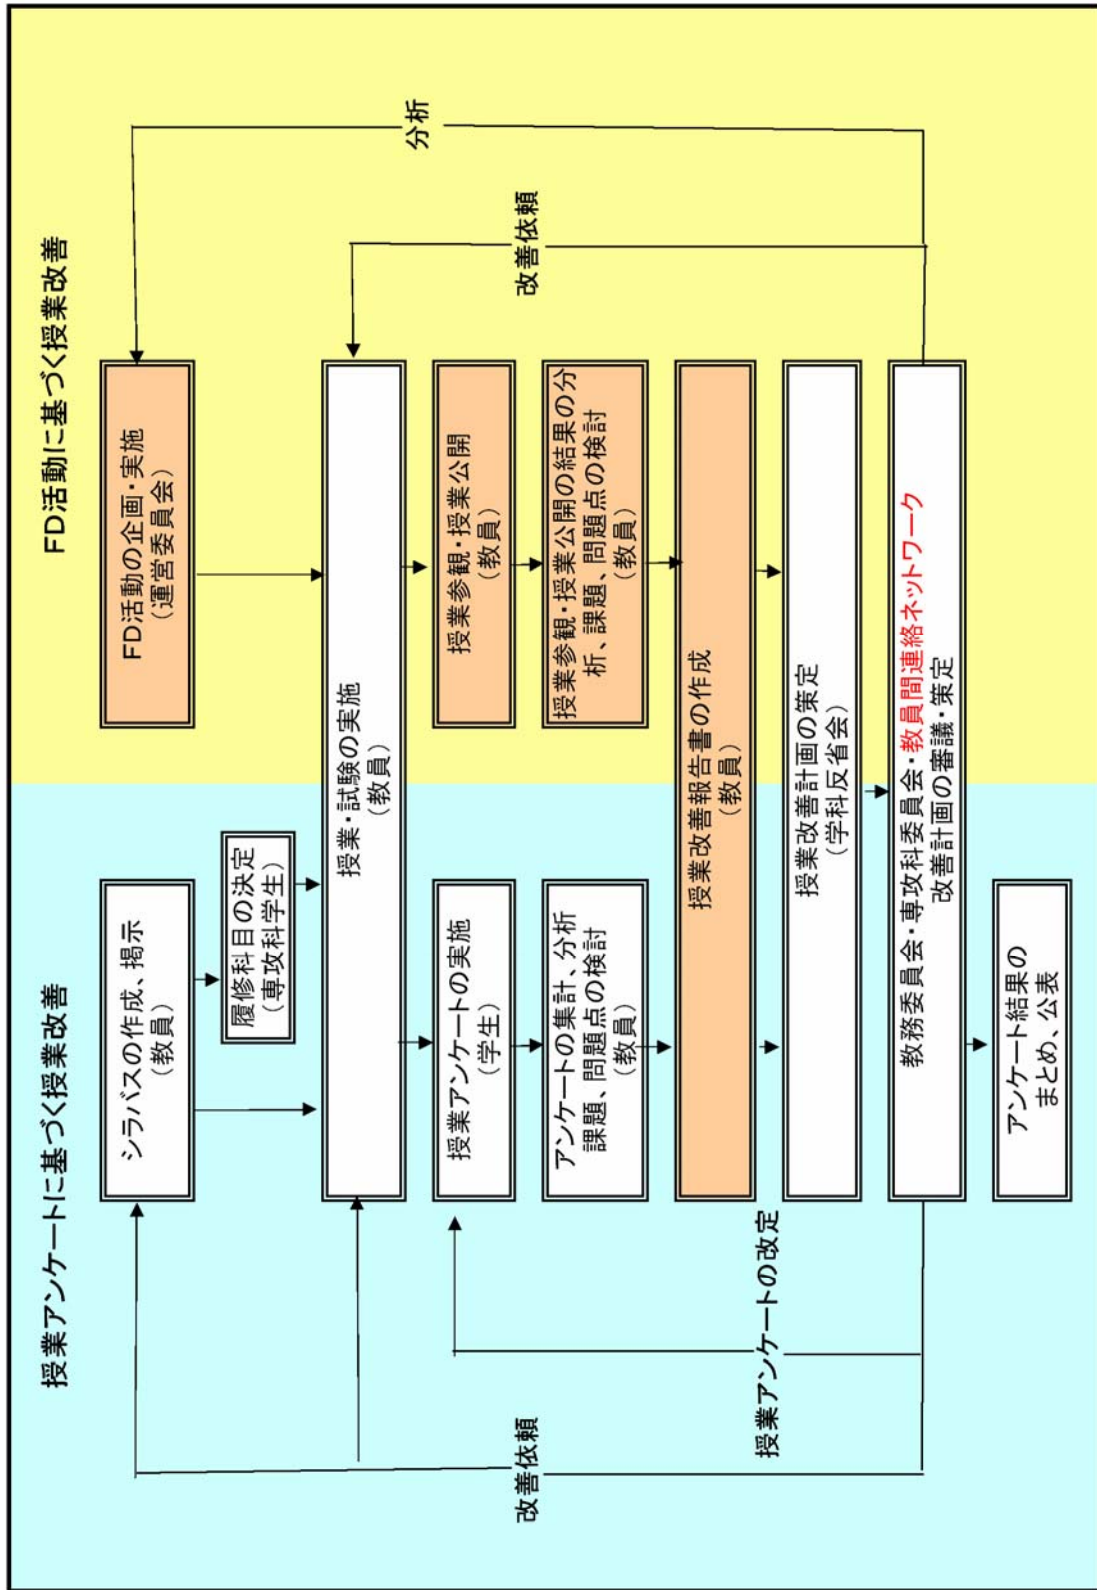 授業アンケートに基づく授業改善
FD活動に基づく授業改善
シラバスの作成、掲示
（教員）
FD活動の企画・実施
（運営委員会）
履修科目の決定
（専攻科学生）
授業・試験の実施
（教員）
授業アンケートの実施
（学生）
授業参観・授業公開
（教員）
アンケートの集計、分析
課題、問題点の検討
（教員）
授業参観・授業公開の結果の分
析、課題、問題点の検討
（教員）
授業改善報告書の作成
（教員）
授業改善計画の策定
（学科反省会）
教務委員会・専攻科委員会・教員間連絡ネットワーク
改善計画の審議・策定
アンケート結果の
まとめ、公表
改善依頼
授業アンケートの改定
改善依頼
分析